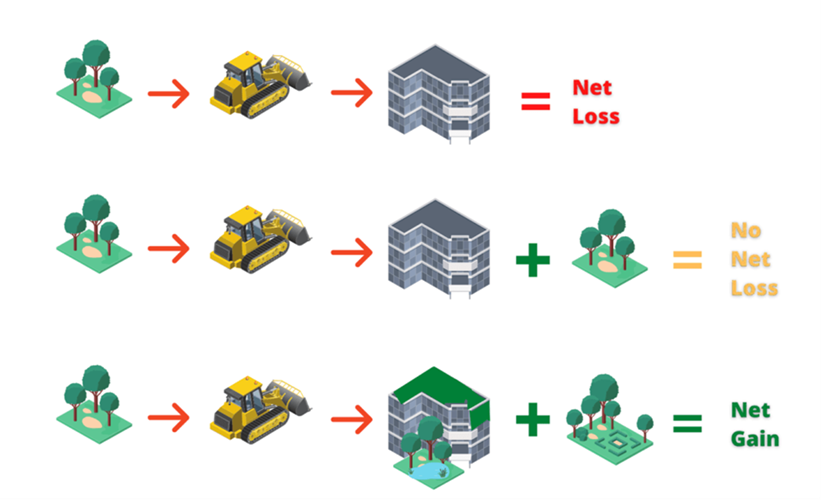 = Net
Loss
+ = No
Net
Loss
+ = Net
Gain